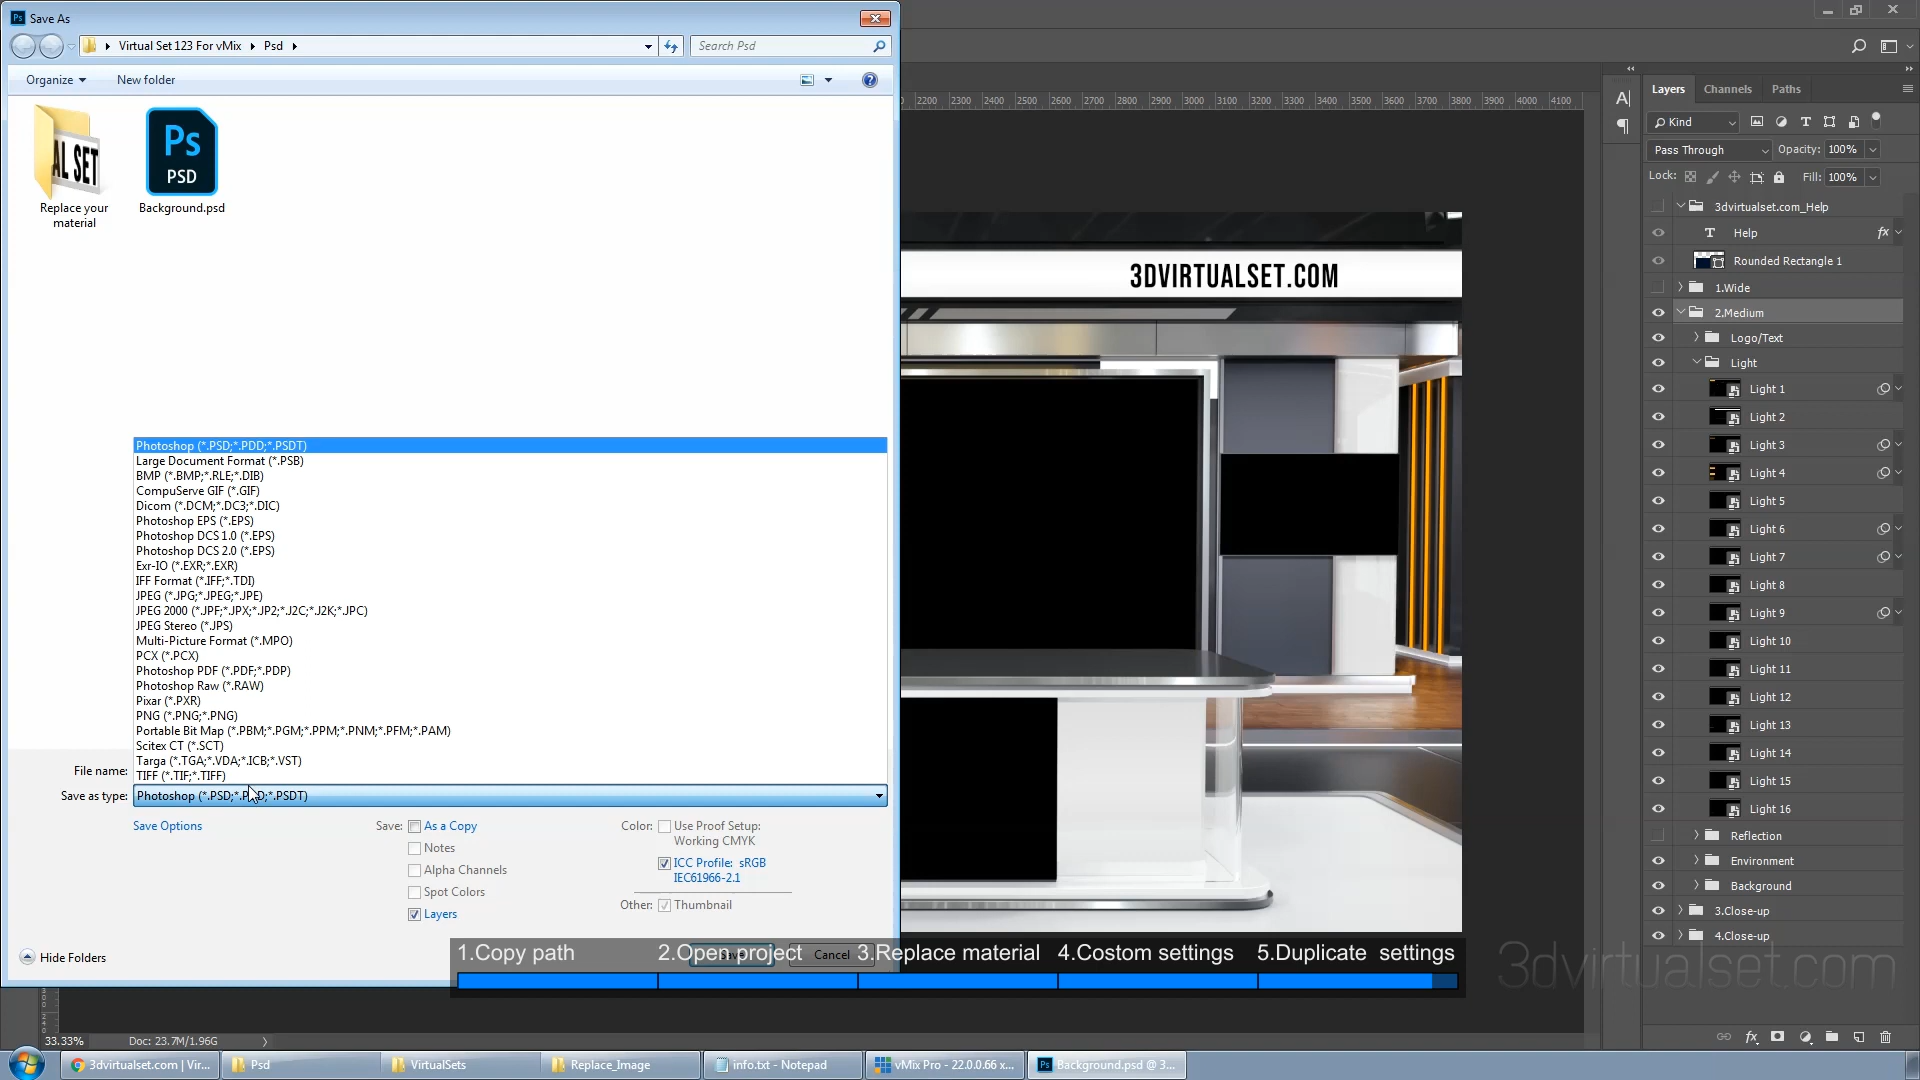 Save As
Virtual Set 123 For vMix
Psd
Search Psd
Organize
New folder
AL SET
Ps
PSD
Replace your
material
Background.psd
Photoshop (*.PSD;*.PDD;*.PSDT)
Large Document Format (*.PSB)
BMP (*.BMP;*.RLE;*.DIB)
CompuServe GIF (*.GIF)
Dicom (*.DCM;*.DC3;*.DIC)
Photoshop EPS (*.EPS)
Photoshop DCS 1.0 (*.EPS)
Photoshop DCS 2.0 (*.EPS)
Exr-IO (*.EXR;*.EXR)
IFF Format (*.IFF;*.TDI)
JPEG (*.JPG;*.JPEG;*.JPE)
JPEG 2000 (*.JPF;*.JPX;*.JP2;*.J2C;*.J2K;*.JPC)
JPEG Stereo (*.JPS)
Multi-Picture Format (*.MPO)
PCX (*.PCX)
Photoshop PDF (*.PDF;*.PDP)
Photoshop Raw (*.RAW)
Pixar (*.PXR)
PNG (*.PNG;*.PNG)
Portable Bit Map (*.PBM;*.PGM;*.PPM;*.PNM;*.PFM;*.PAM)
Scitex CT (*.SCT)
Targa (*.TGA;*.VDA;*.ICB;*.VST)
TIFF (*.TIF;*.TIFF)
File name:
Save as type:
Photoshop (*.PSD;*.PDD;*.PSDT)
Save Options
Save:
As a Copy
Notes
Alpha Channels
Spot Colors
Layers
Color:
Use Proof Setup:
Working CMYK
ICC Profile: sRGB
IEC61966-2.1
Other:
Thumbnail
Hide Folders
Cancel
2200 2300 2400 2500 2600 2700 2800 2900 3000 3100 3200 3300 3400 3500 3600 3700 3800 3900 4000 4100
3DVIRTUALSET.COM
1.Copy path
2.Open project
3.Replace material
4.Costom settings
5.Duplicate settings
3dvirtualset.com
Layers
Channels
Paths
Kind
Pass Through
Opacity: 100%
Lock:
Fill: 100%
3dvirtualset.com_Help
Help
fx
Rounded Rectangle 1
1.Wide
2.Medium
Logo/Text
Light
Light 1
Light 2
Light 3
Light 4
Light 5
Light 6
Light 7
Light 8
Light 9
Light 10
Light 11
Light 12
Light 13
Light 14
Light 15
Light 16
Reflection
Environment
Background
3.Close-up
4.Close-up
fx
33.33%
Doc: 23.7M/1.96G
3dvirtualset.com | Vir...
Psd
VirtualSets
Replace_Image
info.txt - Notepad
vMix Pro - 22.0.0.66 x...
Background.psd @ 3...